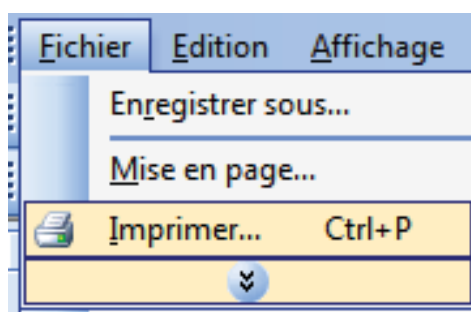 Fichier Edition Affichage
Enregistrer sous...
Mise en page...
Imprimer... Ctrl+P